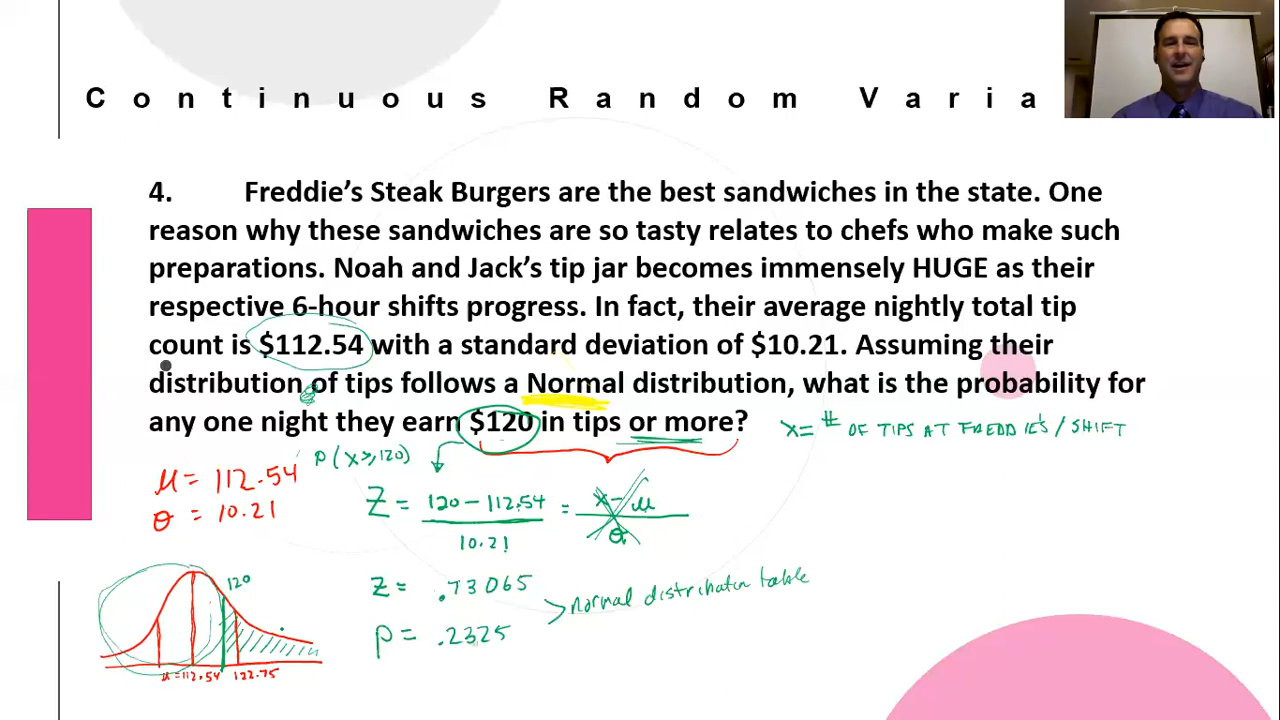 Continuous Random Varia
4. Freddie's Steak Burgers are the best sandwiches in the state. One
reason why these sandwiches are so tasty relates to chefs who make such
preparations. Noah and Jack's tip jar becomes immensely HUGE as their
respective 6-hour shifts progress. In fact, their average nightly total tip
count is $112.54 with a standard deviation of $10.21. Assuming their
distribution of tips follows a Normal distribution, what is the probability for
any one night they earn $120 in tips or more?
X = # OF TIPS AT FREDDIE'S / SHIFT
P(X ≥ 120)
μ = 112.54
σ = 10.21
Z = 120 - 112.54 / 10.21 = X - μ / σ
Z = .73065
P = .2325
normal distribution table
120
μ = 112.54 122.75